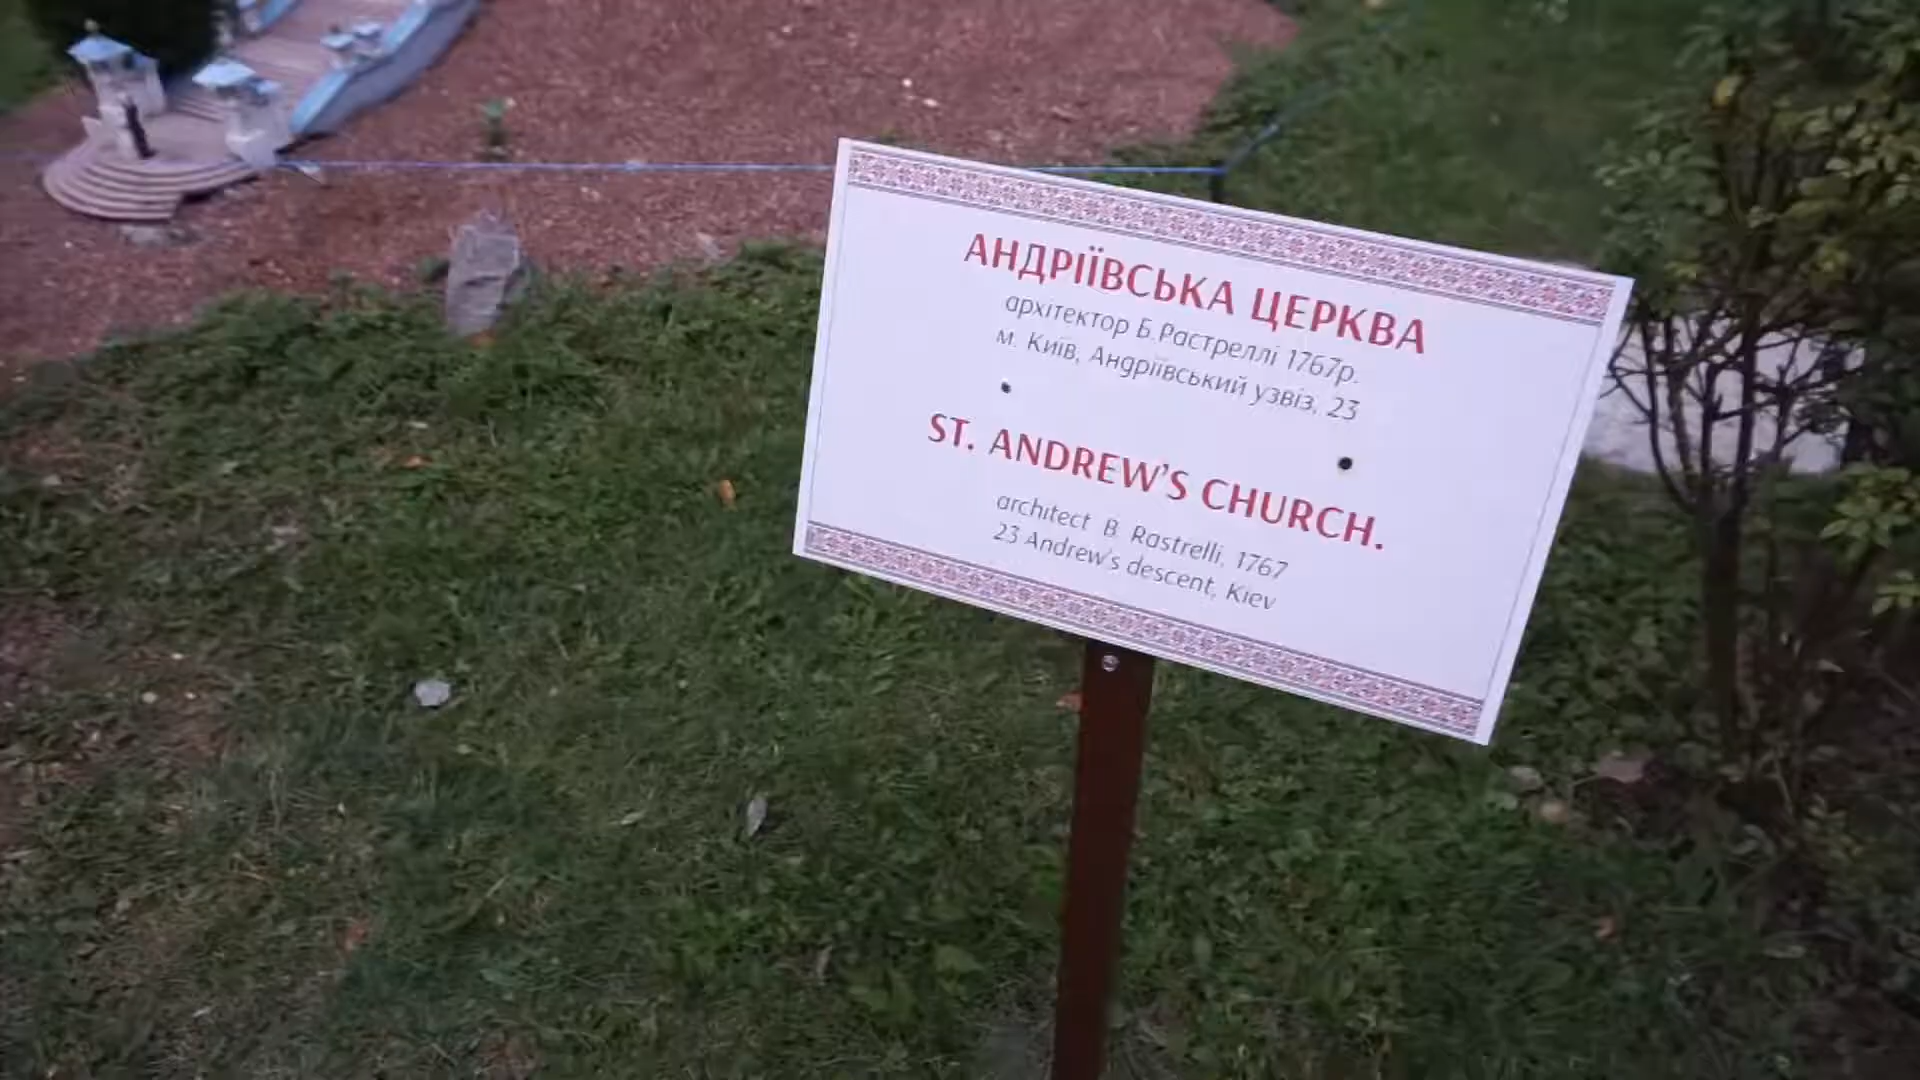 АНДРІЇВСЬКА ЦЕРКВА
архітектор Б.Растреллі 1767р.
м. Київ, Андріївський узвіз, 23
ST. ANDREW'S CHURCH.
architect B. Rastrelli, 1767
23 Andrew's descent, Kiev